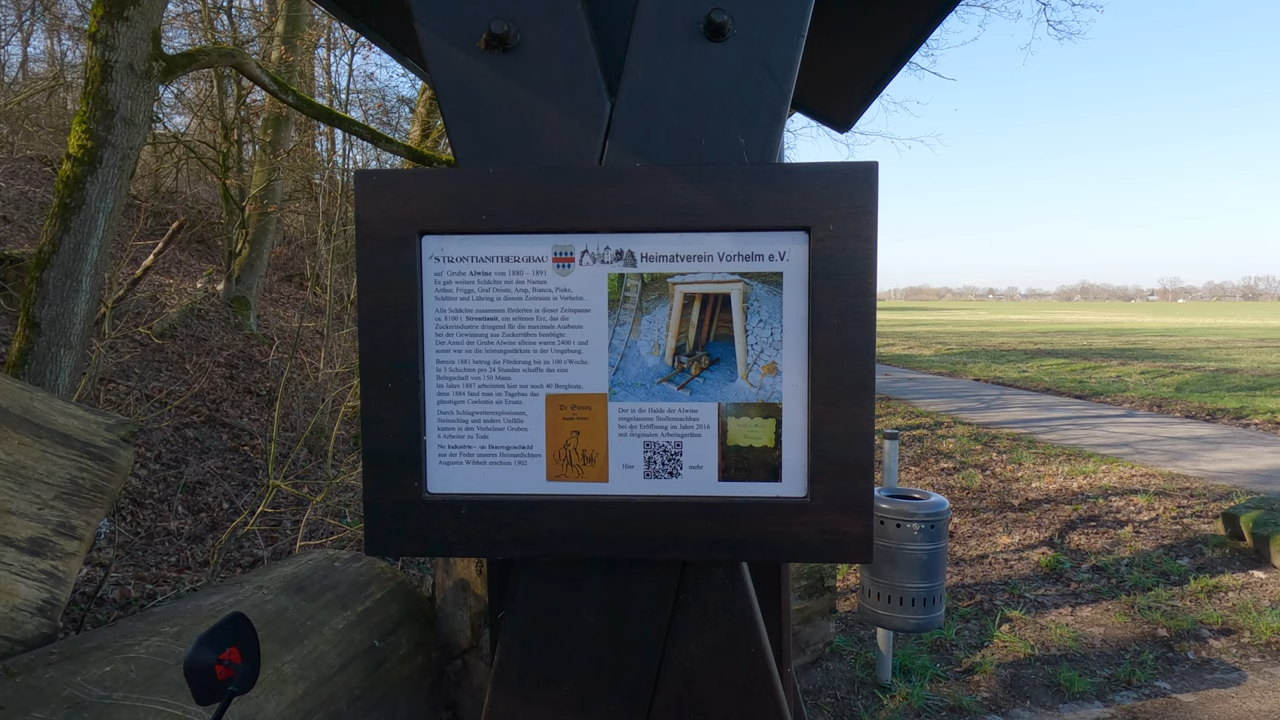 STRONTIANITBERGBAU
Heimatverein Vorhelm e.V.
auf Grube Alwine von 1880 – 1891
Es gab weitere Schächte mit den Namen
Arthur, Frigge, Graf Droste, Arup, Bianca, Pinke,
Schlüter und Lühring in diesem Zeitraum in Vorhelm.
Alle Schächte zusammen förderten in dieser Zeitspanne
ca. 8100 t Strontianit, ein seltenes Erz, das die
Zuckerindustrie dringend für die maximale Ausbeute
bei der Gewinnung aus Zuckerrüben benötigte.
Der Anteil der Grube Alwine alleine waren 2400 t und
somit war sie die leistungsstärkste in der Umgebung.
Bereits 1881 betrug die Förderung bis zu 100 t/Woche.
In 3 Schichten pro 24 Stunden schaffte das eine
Belegschaft von 150 Mann.
Im Jahre 1887 arbeiteten hier nur noch 40 Bergleute,
denn 1884 fand man im Tagebau das
günstigere Coelestin als Ersatz.
Durch Schlagwetterexplosionen,
Steinschlag und andere Unfälle
kamen in den Vorhelmer Gruben
6 Arbeiter zu Tode.
Ne Industrie- un Buerngeschicht
aus der Feder unseres Heimatdichters
Augustin Wibbelt erschien 1902
De Strunz
Der in die Halde der Alwine
eingelassene Stollennachbau
bei der Eröffnung im Jahre 2016
mit originalen Arbeitsgeräten
Hier mehr